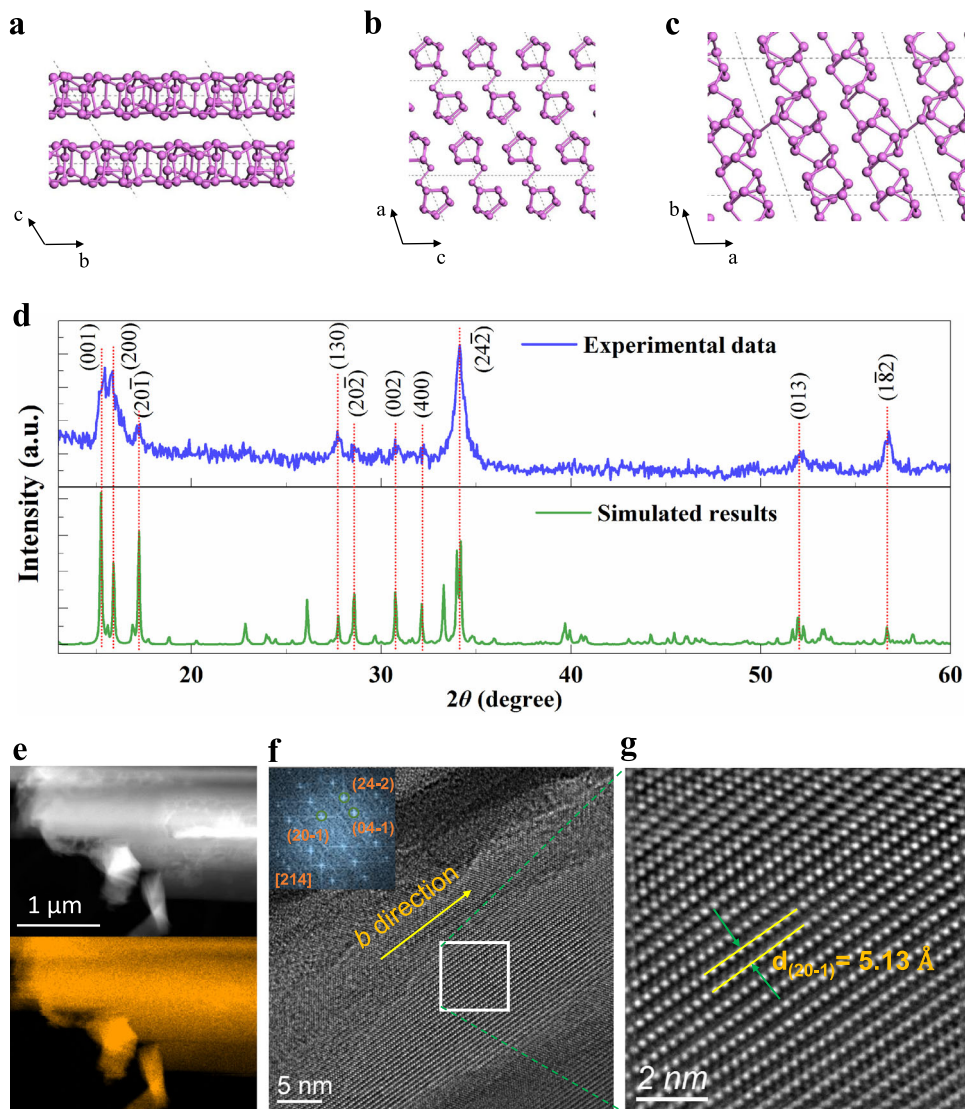 a
b
c
c
b
a
c
b
a
d
(001)
(200)
(201̅)
(130)
(202̅)
(002)
(400)
(242̅)
(013)
(1̅82)
Experimental data
Simulated results
Intensity (a.u.)
20 30 40 50 60
2θ (degree)
e
1 μm
f
(24-2)
(20-1)
(04-1)
[214]
b direction
5 nm
g
d(20-1)= 5.13 Å
2 nm